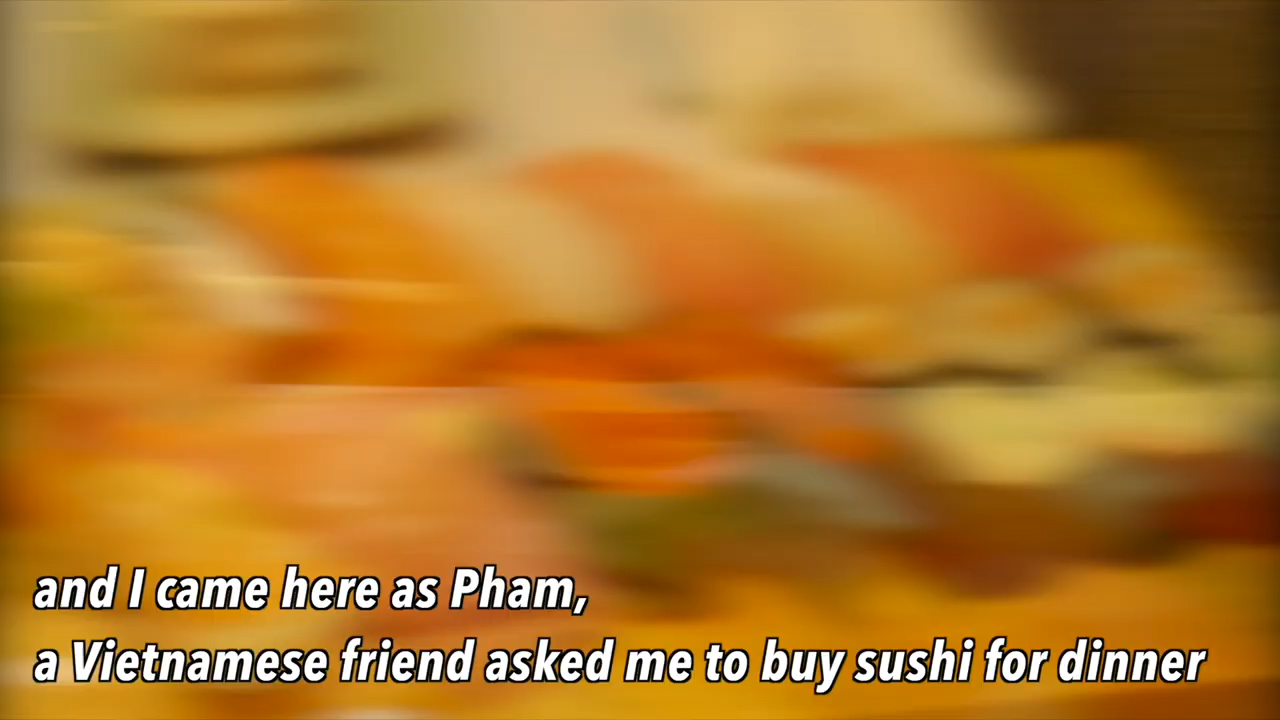 and I came here as Pham,
a Vietnamese friend asked me to buy sushi for dinner